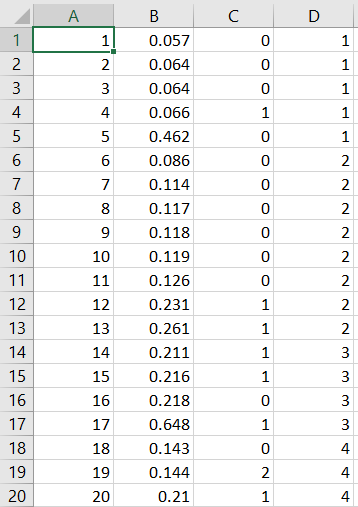 A B C D
1 1 0.057 0 1
2 2 0.064 0 1
3 3 0.064 0 1
4 4 0.066 1 1
5 5 0.462 0 1
6 6 0.086 0 2
7 7 0.114 0 2
8 8 0.117 0 2
9 9 0.118 0 2
10 10 0.119 0 2
11 11 0.126 0 2
12 12 0.231 1 2
13 13 0.261 1 2
14 14 0.211 1 3
15 15 0.216 1 3
16 16 0.218 0 3
17 17 0.648 1 3
18 18 0.143 0 4
19 19 0.144 2 4
20 20 0.21 1 4